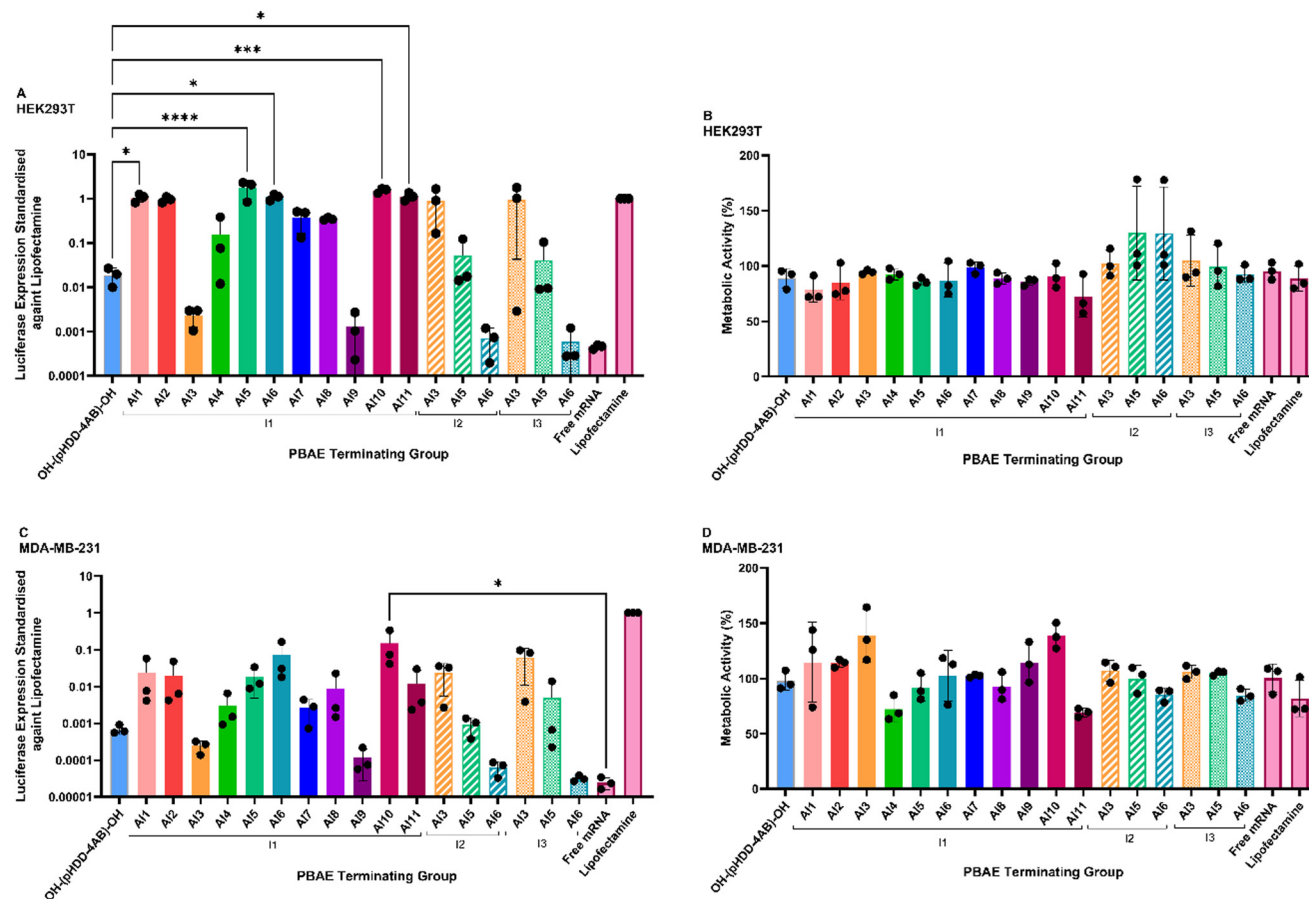 *
***
*
****
*
A
HEK293T
Luciferase Expression Standardised
againt Lipofectamine
10
1
0.1
0.01
0.001
0.0001
OH-(pHDD-4AB)-OH
AI1
AI2
AI3
AI4
AI5
AI6
AI7
AI8
AI9
AI10
AI11
AI3
AI5
AI6
AI3
AI5
AI6
Free mRNA
Lipofectamine
I1
I2
I3
PBAE Terminating Group
B
HEK293T
Metabolic Activity (%)
200
150
100
50
0
OH-(pHDD-4AB)-OH
AI1
AI2
AI3
AI4
AI5
AI6
AI7
AI8
AI9
AI10
AI11
AI3
AI5
AI6
AI3
AI5
AI6
Free mRNA
Lipofectamine
I1
I2
I3
PBAE Terminating Group
C
MDA-MB-231
Luciferase Expression Standardised
againt Lipofectamine
10
1
0.1
0.01
0.001
0.0001
0.00001
*
OH-(pHDD-4AB)-OH
AI1
AI2
AI3
AI4
AI5
AI6
AI7
AI8
AI9
AI10
AI11
AI3
AI5
AI6
AI3
AI5
AI6
Free mRNA
Lipofectamine
I1
I2
I3
PBAE Terminating Group
D
MDA-MB-231
Metabolic Activity (%)
200
150
100
50
0
OH-(pHDD-4AB)-OH
AI1
AI2
AI3
AI4
AI5
AI6
AI7
AI8
AI9
AI10
AI11
AI3
AI5
AI6
AI3
AI5
AI6
Free mRNA
Lipofectamine
I1
I2
I3
PBAE Terminating Group